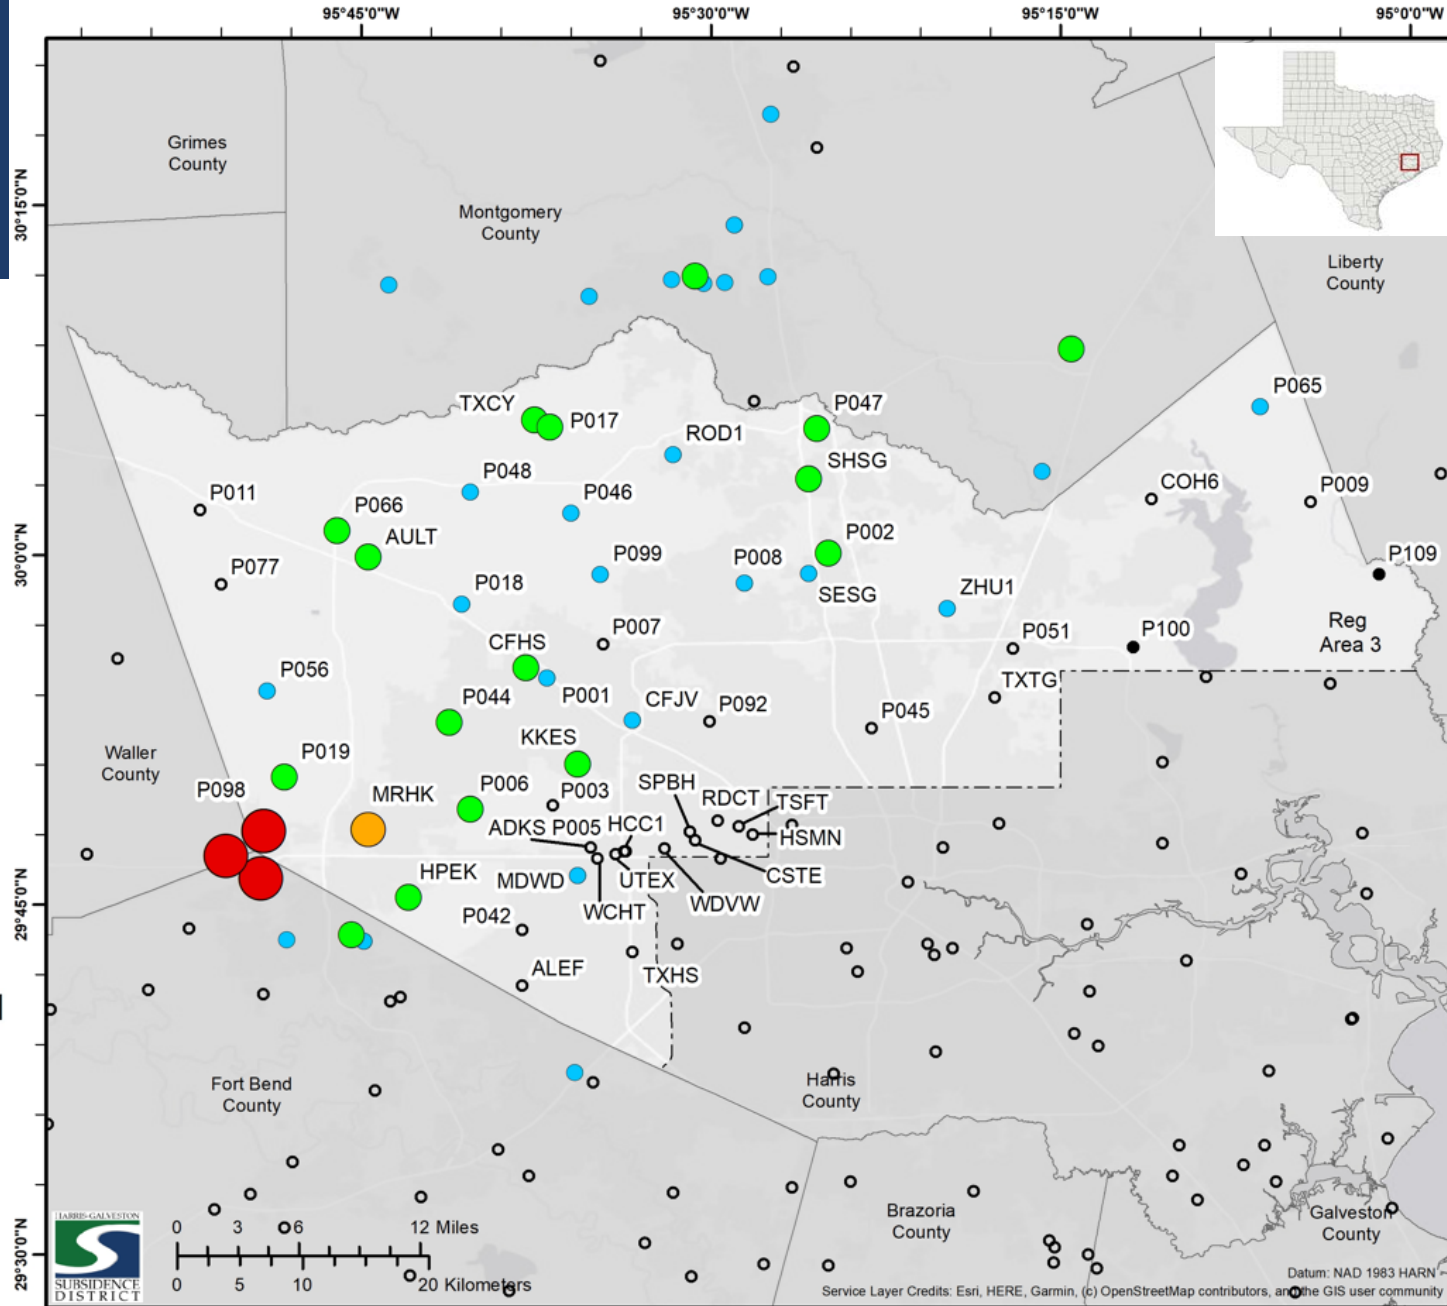 95°45'0"W
95°30'0"W
95°15'0"W
95°0'0"W
30°15'0"N
30°0'0"N
29°45'0"N
29°30'0"N
Grimes
County
Montgomery
County
Liberty
County
P065
TXCY
P017
P047
ROD1
SHSG
P048
P046
COH6
P009
P011
P066
AULT
P002
P099
P008
P109
P077
P018
SESG
ZHU1
P007
P051
P100
Reg
Area 3
CFHS
P056
P001
CFJV
P092
TXTG
P044
P045
KKES
Waller
County
P019
P098
MRHK
P006
P003
SPBH
RDCT
TSFT
ADKS
P005
HCC1
HSMN
HPEK
MDWD
UTEX
CSTE
WCHT
WDVW
P042
ALEF
TXHS
Fort Bend
County
Harris
County
Brazoria
County
Galveston
County
HARRIS-GALVESTON
SUBSIDENCE
DISTRICT
0 3 6 12 Miles
0 5 10 20 Kilometers
Datum: NAD 1983 HARN
Service Layer Credits: Esri, HERE, Garmin, (c) OpenStreetMap contributors, and the GIS user community